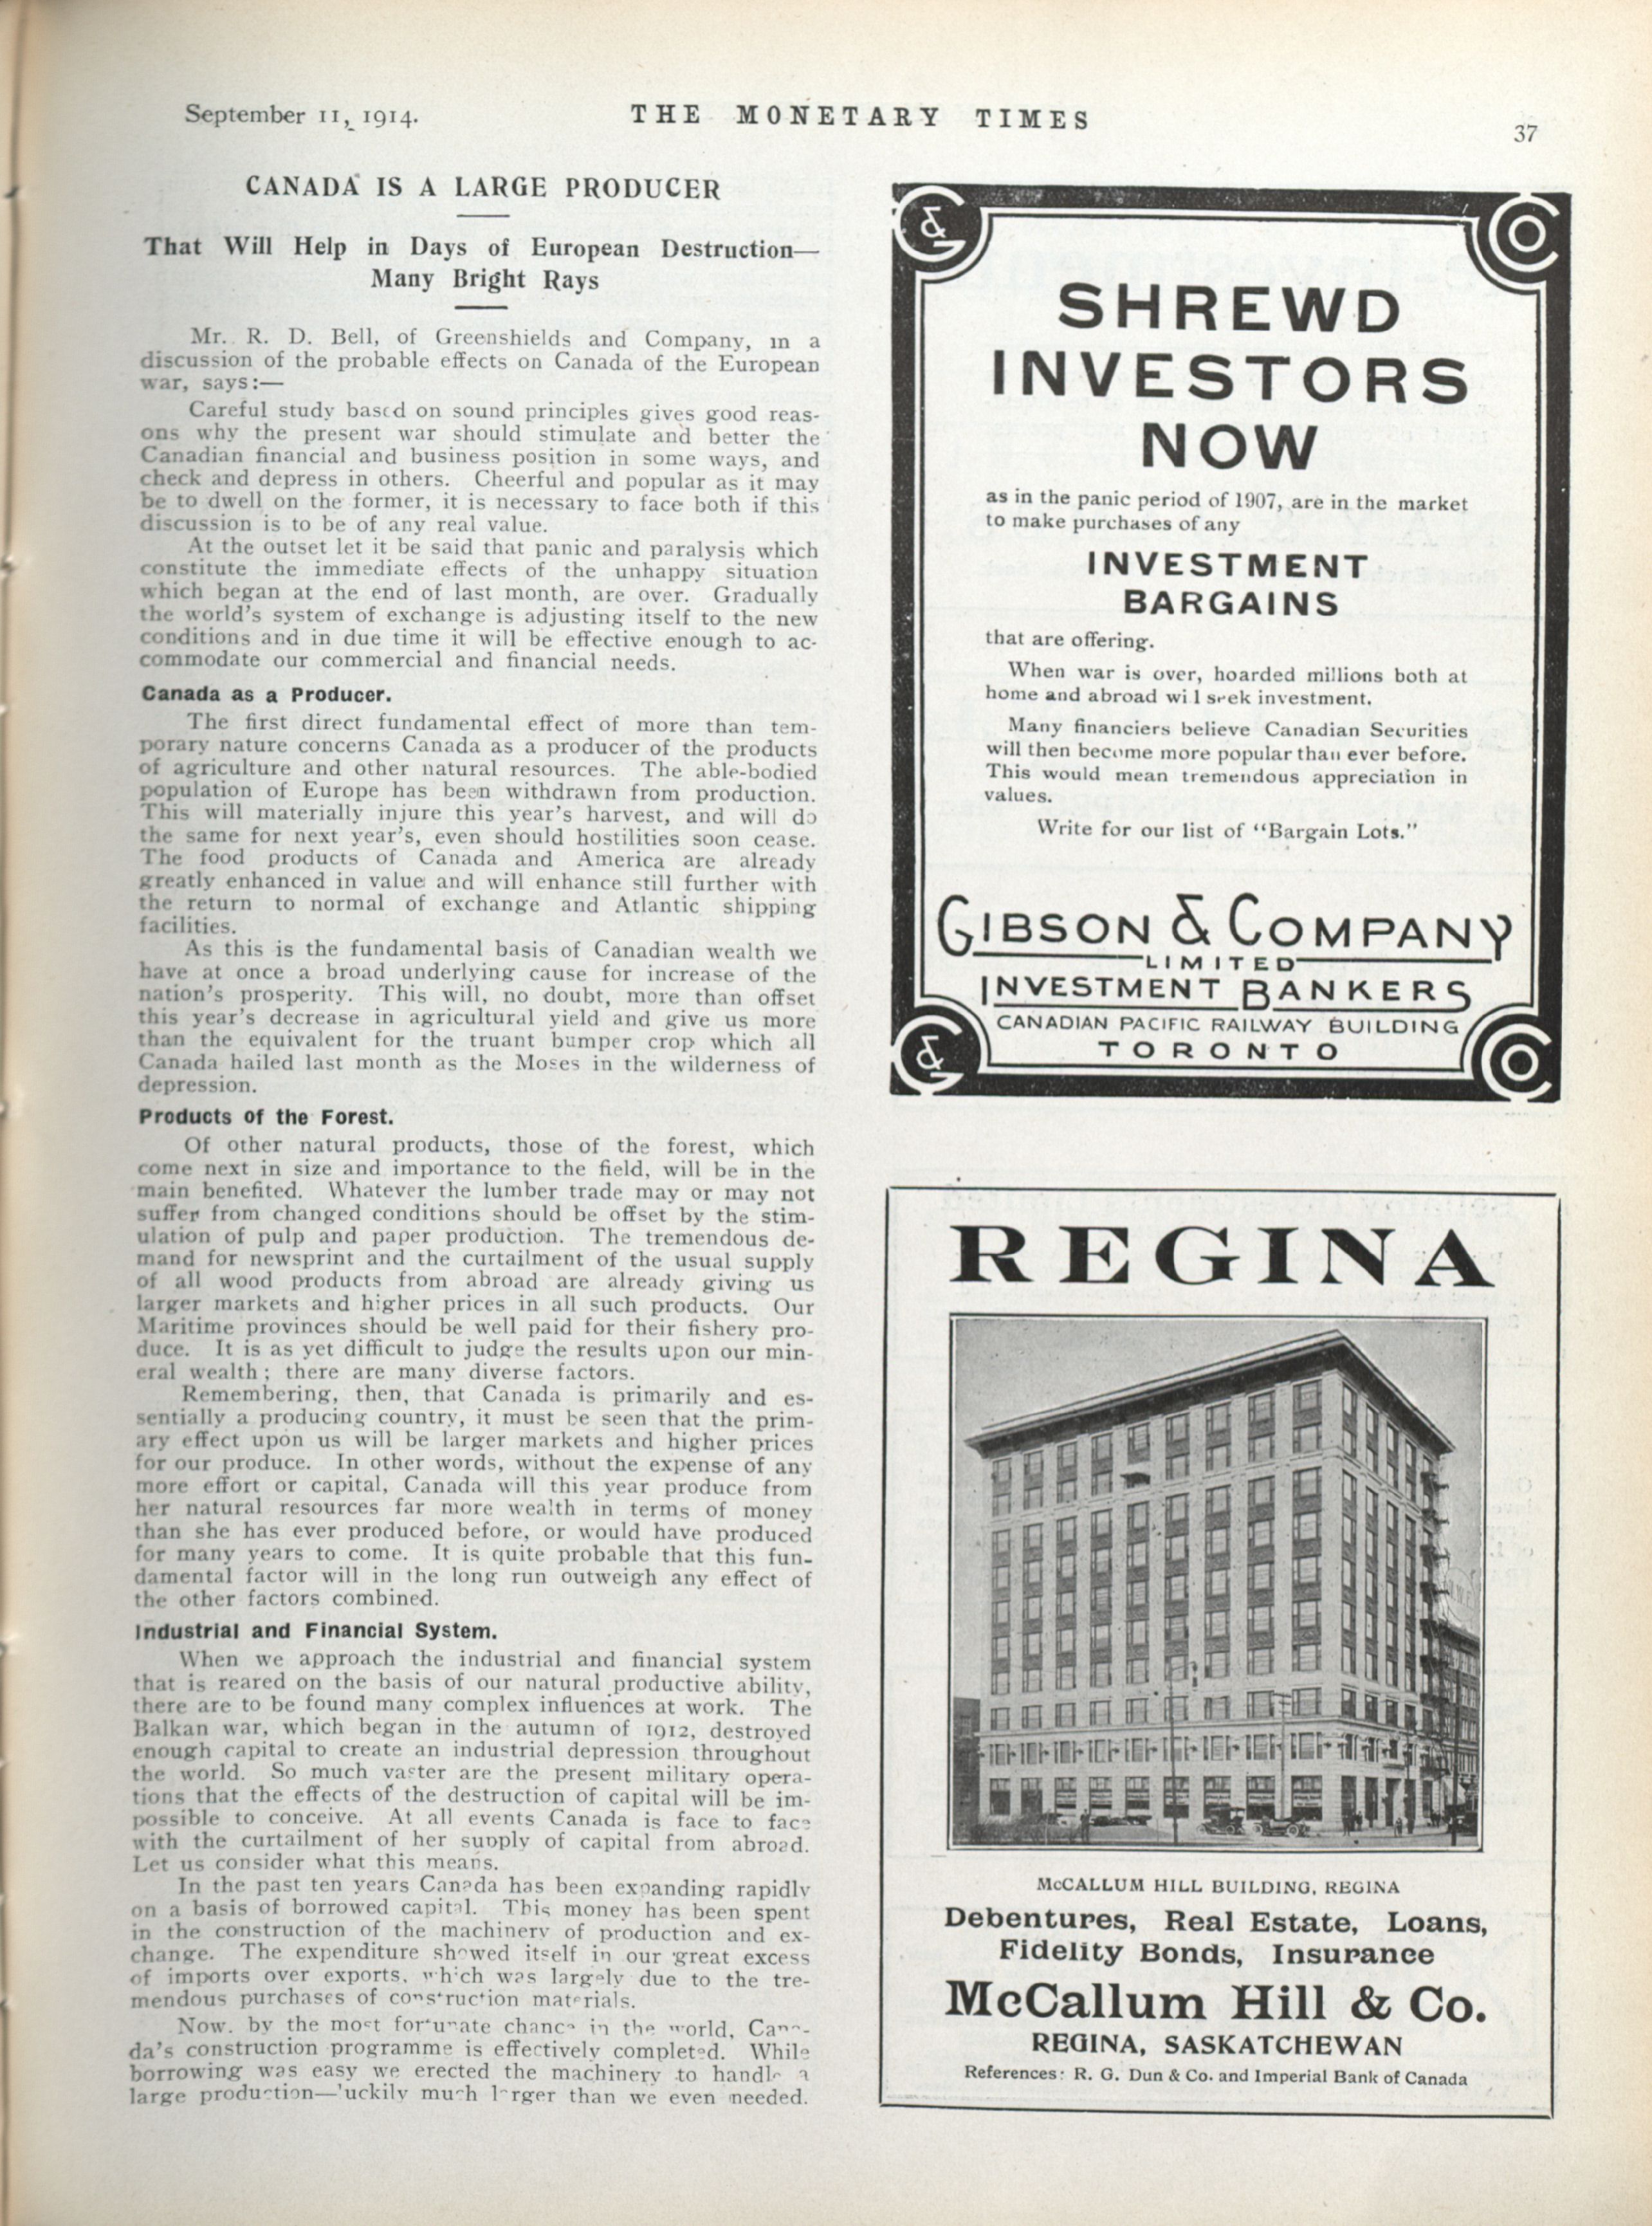 September 11, 1914.
THE MONETARY TIMES
37
CANADA IS A LARGE PRODUCER
That Will Help in Days of European Destruction—
Many Bright Rays
Mr. R. D. Bell, of Greenshields and Company, in a
discussion of the probable effects on Canada of the European
war, says:—
Careful study based on sound principles gives good reas-
ons why the present war should stimulate and better the
Canadian financial and business position in some ways, and
check and depress in others. Cheerful and popular as it may
be to dwell on the former, it is necessary to face both if this
discussion is to be of any real value.
At the outset let it be said that panic and paralysis which
constitute the immediate effects of the unhappy situation
which began at the end of last month, are over. Gradually
the world's system of exchange is adjusting itself to the new
conditions and in due time it will be effective enough to ac-
commodate our commercial and financial needs.
Canada as a Producer.
The first direct fundamental effect of more than tem-
porary nature concerns Canada as a producer of the products
of agriculture and other natural resources. The able-bodied
population of Europe has been withdrawn from production.
This will materially injure this year's harvest, and will do
the same for next year's, even should hostilities soon cease.
The food products of Canada and America are already
greatly enhanced in value and will enhance still further with
the return to normal of exchange and Atlantic shipping
facilities.
As this is the fundamental basis of Canadian wealth we
have at once a broad underlying cause for increase of the
nation's prosperity. This will, no doubt, more than offset
this year's decrease in agricultural yield and give us more
than the equivalent for the truant bumper crop which all
Canada hailed last month as the Moses in the wilderness of
depression.
Products of the Forest.
Of other natural products, those of the forest, which
come next in size and importance to the field, will be in the
main benefited. Whatever the lumber trade may or may not
suffer from changed conditions should be offset by the stim-
ulation of pulp and paper production. The tremendous de-
mand for newsprint and the curtailment of the usual supply
of all wood products from abroad are already giving us
larger markets and higher prices in all such products. Our
Maritime provinces should be well paid for their fishery pro-
duce. It is as yet difficult to judge the results upon our min-
eral wealth; there are many diverse factors.
Remembering, then, that Canada is primarily and es-
sentially a producing country, it must be seen that the prim-
ary effect upon us will be larger markets and higher prices
for our produce. In other words, without the expense of any
more effort or capital, Canada will this year produce from
her natural resources far more wealth in terms of money
than she has ever produced before, or would have produced
for many years to come. It is quite probable that this fun-
damental factor will in the long run outweigh any effect of
the other factors combined.
Industrial and Financial System.
When we approach the industrial and financial system
that is reared on the basis of our natural productive ability,
there are to be found many complex influences at work. The
Balkan war, which began in the autumn of 1912, destroyed
enough capital to create an industrial depression throughout
the world. So much vaster are the present military opera-
tions that the effects of the destruction of capital will be im-
possible to conceive. At all events Canada is face to face
with the curtailment of her supply of capital from abroad.
Let us consider what this means.
In the past ten years Canada has been expanding rapidly
on a basis of borrowed capital. This money has been spent
in the construction of the machinery of production and ex-
change. The expenditure showed itself in our great excess
of imports over exports, which was largely due to the tre-
mendous purchases of construction materials.
Now, by the most fortunate chance in the world, Cana-
da's construction programme is effectively completed. While
borrowing was easy we erected the machinery to handle a
large production—luckily much larger than we even needed.
SHREWD
INVESTORS
NOW
as in the panic period of 1907, are in the market
to make purchases of any
INVESTMENT
BARGAINS
that are offering.
When war is over, hoarded millions both at
home and abroad will seek investment.
Many financiers believe Canadian Securities
will then become more popular than ever before.
This would mean tremendous appreciation in
values.
Write for our list of "Bargain Lots."
GIBSON & COMPANY
LIMITED
INVESTMENT BANKERS
CANADIAN PACIFIC RAILWAY BUILDING
TORONTO
REGINA
McCALLUM HILL BUILDING, REGINA
Debentures, Real Estate, Loans,
Fidelity Bonds, Insurance
McCallum Hill & Co.
REGINA, SASKATCHEWAN
References: R. G. Dun & Co. and Imperial Bank of Canada